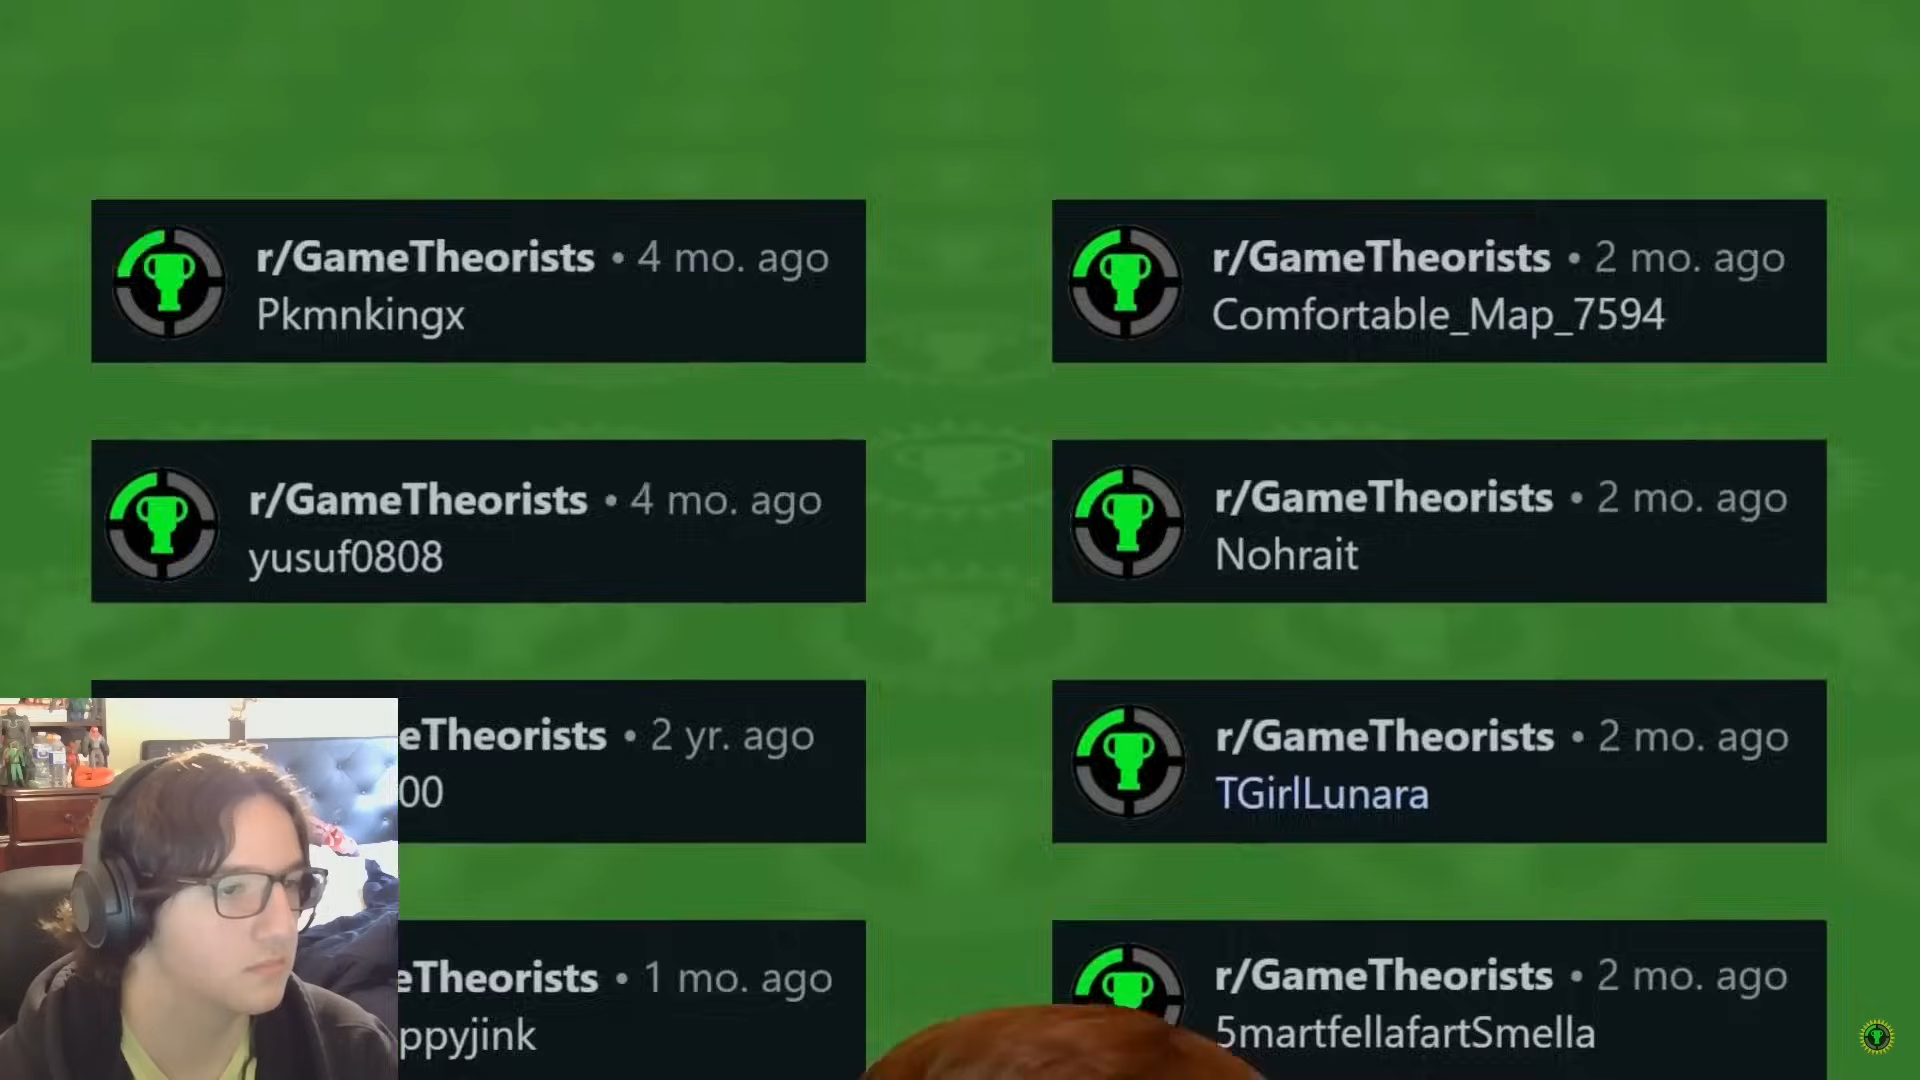 r/GameTheorists • 4 mo. ago
Pkmnkingx
r/GameTheorists • 2 mo. ago
Comfortable_Map_7594
r/GameTheorists • 4 mo. ago
yusuf0808
r/GameTheorists • 2 mo. ago
Nohrait
eTheorists • 2 yr. ago
00
r/GameTheorists • 2 mo. ago
TGirlLunara
eTheorists • 1 mo. ago
ppyjink
r/GameTheorists • 2 mo. ago
5martfellafartSmella